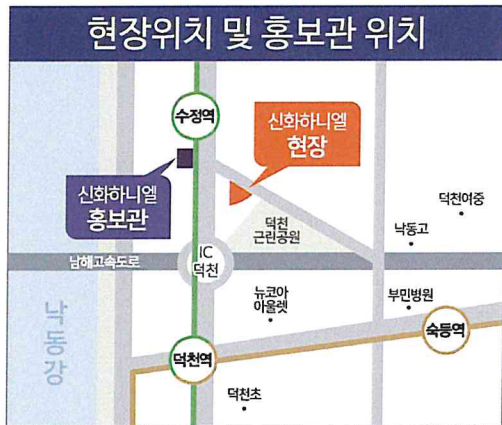 현장위치 및 홍보관 위치
수정역
신화하니엘
현장
신화하니엘
홍보관
덕천여중
덕천
근린공원
낙동고
IC
덕천
남해고속도로
뉴코아
아울렛
부민병원
낙동강
숙등역
덕천역
덕천초